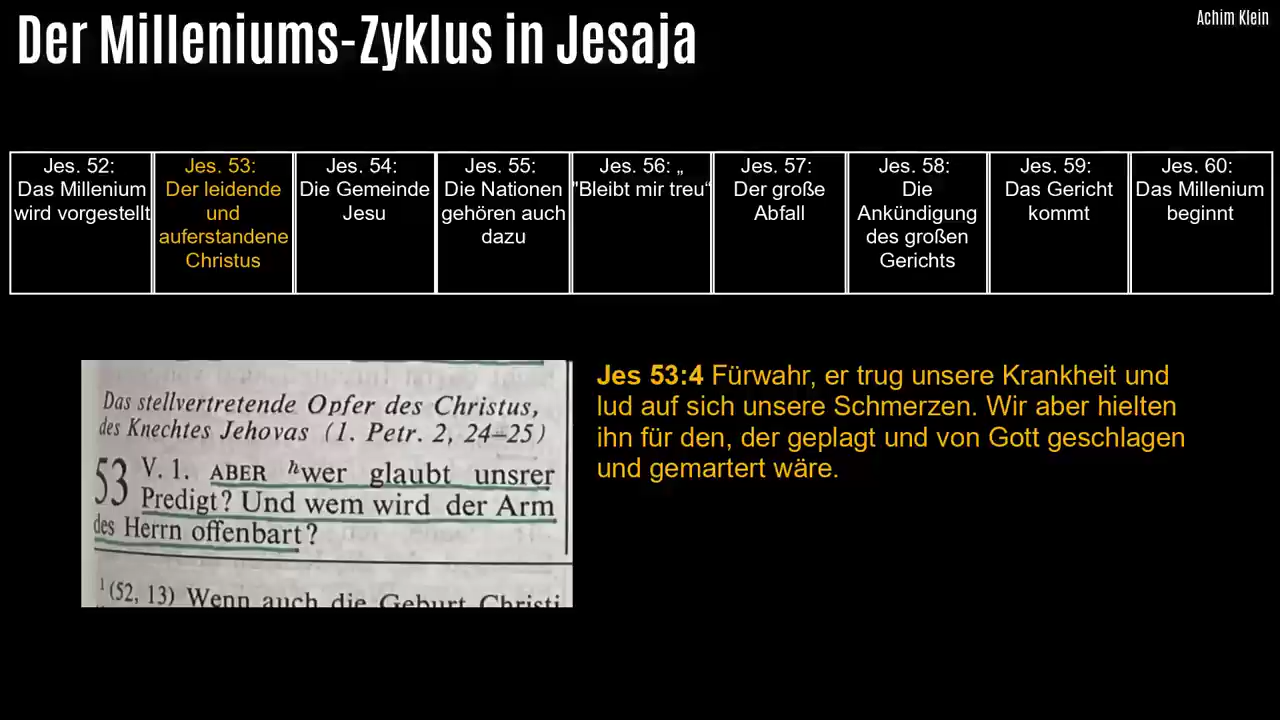 Der Milleniums-Zyklus in Jesaja
Achim Klein
Jes. 52:
Das Millenium
wird vorgestellt
Jes. 53:
Der leidende
und
auferstandene
Christus
Jes. 54:
Die Gemeinde
Jesu
Jes. 55:
Die Nationen
gehören auch
dazu
Jes. 56: „
"Bleibt mir treu“
Jes. 57:
Der große
Abfall
Jes. 58:
Die
Ankündigung
des großen
Gerichts
Jes. 59:
Das Gericht
kommt
Jes. 60:
Das Millenium
beginnt
Das stellvertretende Opfer des Christus,
des Knechtes Jehovas (1. Petr. 2, 24–25)
53 V. 1. ABER hwer glaubt unsrer
Predigt? Und wem wird der Arm
des Herrn offenbart?
1 (52, 13) Wenn auch die Geburt Christi
Jes 53:4 Fürwahr, er trug unsere Krankheit und
lud auf sich unsere Schmerzen. Wir aber hielten
ihn für den, der geplagt und von Gott geschlagen
und gemartert wäre.